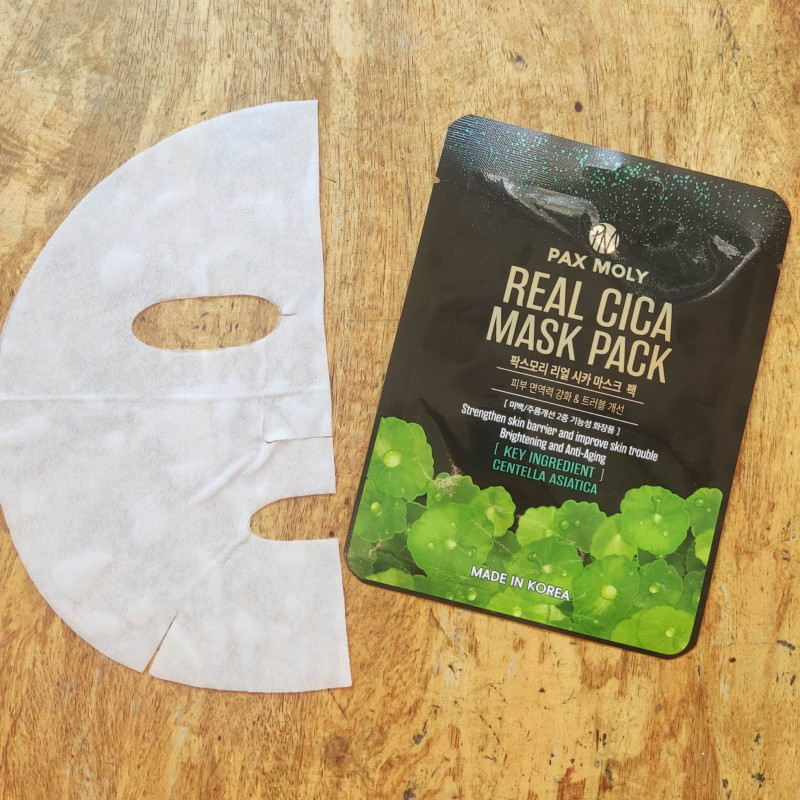 PM
PAX MOLY
REAL CICA
MASK PACK
팍스모리 리얼 시카 마스크 팩
피부 면역력 강화 & 트러블 개선
[ 미백/주름개선 2중 기능성 화장품 ]
Strengthen skin barrier and improve skin trouble
Brightening and Anti-Aging
[ KEY INGREDIENT ]
CENTELLA ASIATICA
MADE IN KOREA